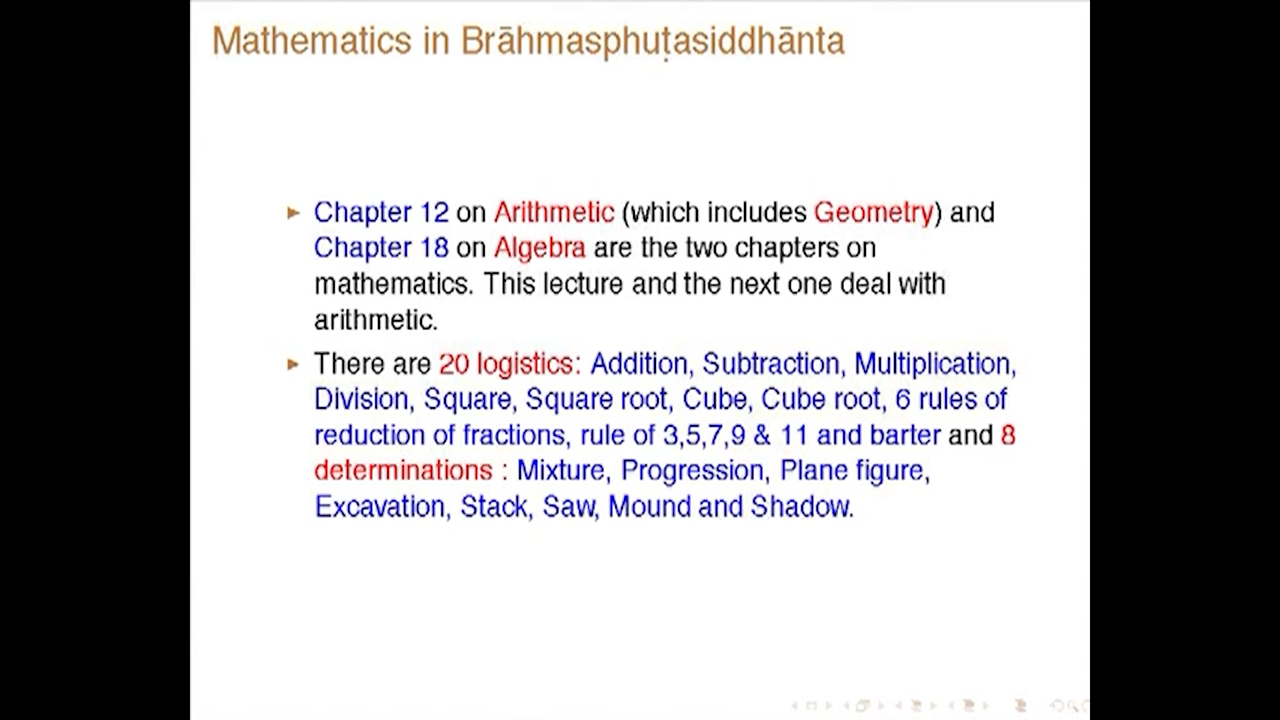 Mathematics in Brāhmasphuṭasiddhānta
Chapter 12 on Arithmetic (which includes Geometry) and
Chapter 18 on Algebra are the two chapters on
mathematics. This lecture and the next one deal with
arithmetic.
There are 20 logistics: Addition, Subtraction, Multiplication,
Division, Square, Square root, Cube, Cube root, 6 rules of
reduction of fractions, rule of 3,5,7,9 & 11 and barter and 8
determinations : Mixture, Progression, Plane figure,
Excavation, Stack, Saw, Mound and Shadow.